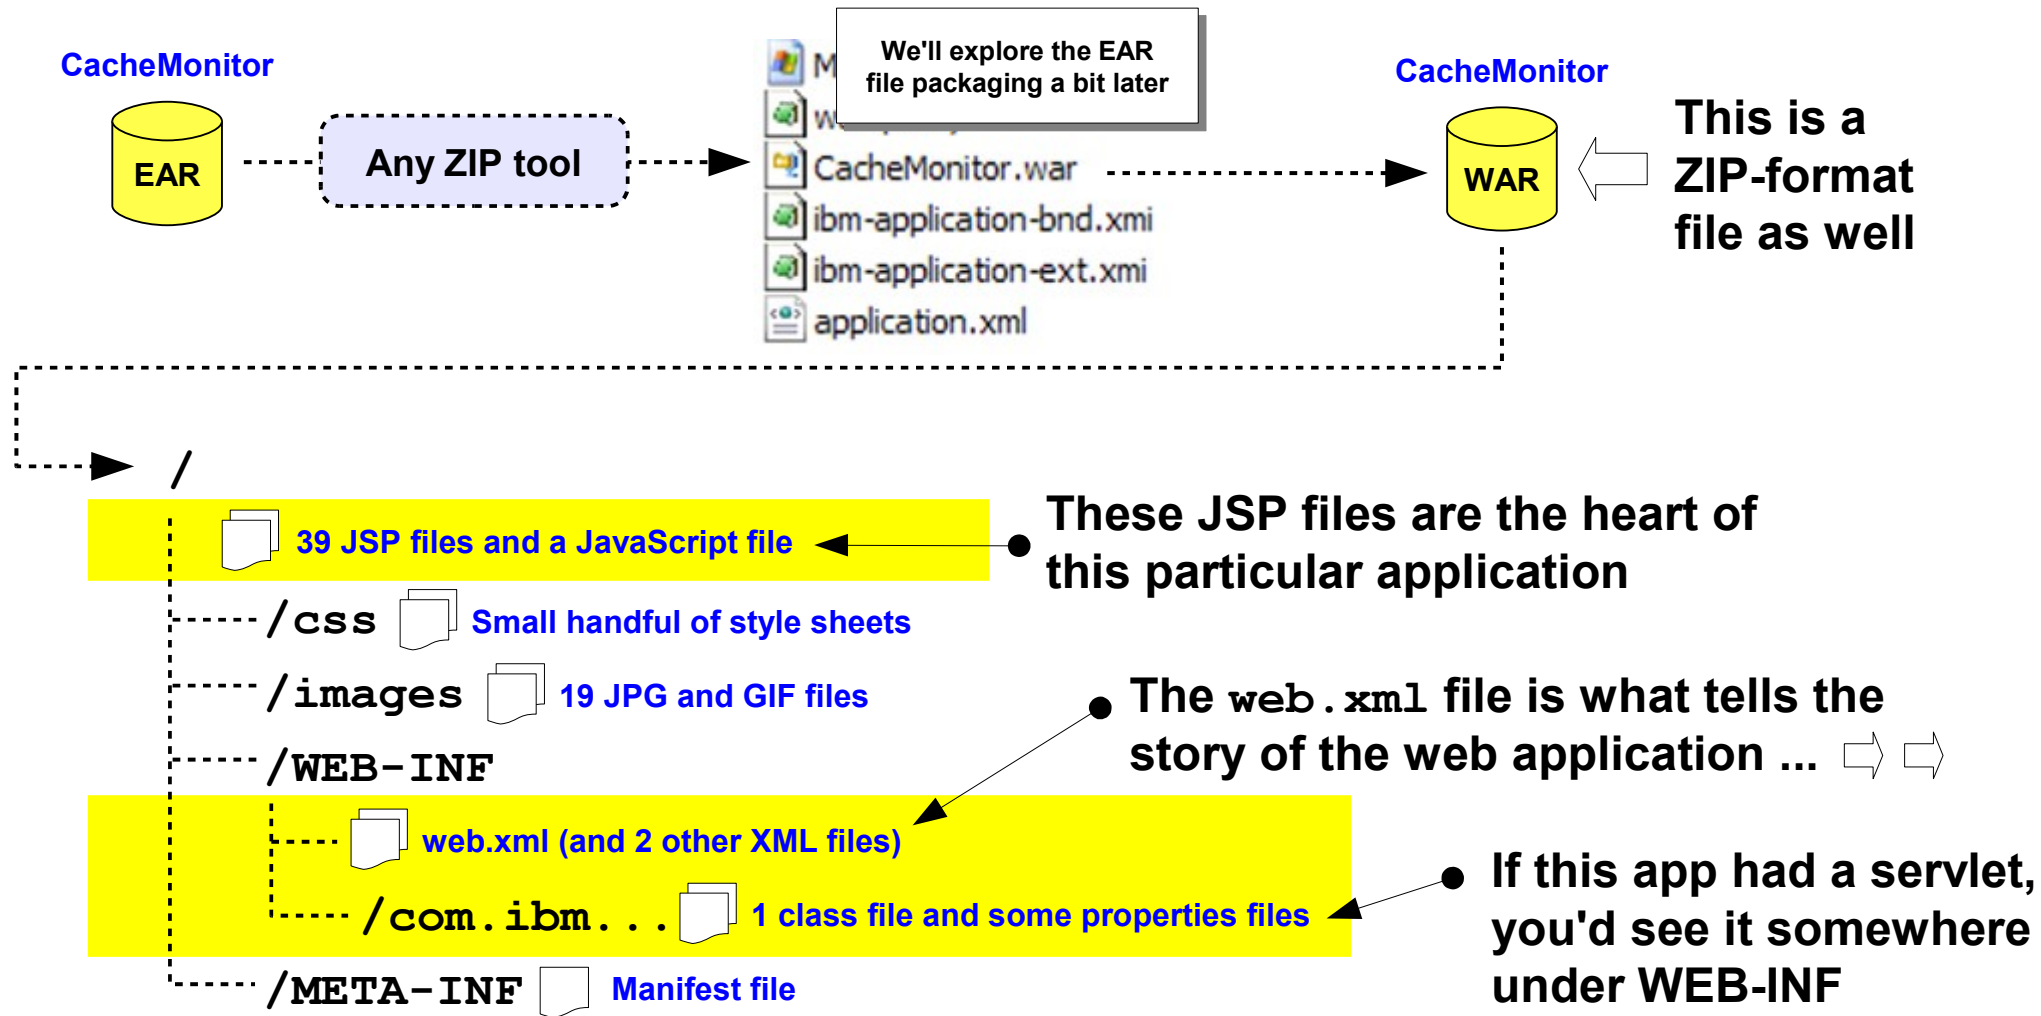 CacheMonitor
EAR
Any ZIP tool
We'll explore the EAR
file packaging a bit later
CacheMonitor.war
ibm-application-bnd.xmi
ibm-application-ext.xmi
application.xml
CacheMonitor
WAR
This is a
ZIP-format
file as well
/
39 JSP files and a JavaScript file
These JSP files are the heart of
this particular application
/css Small handful of style sheets
/images 19 JPG and GIF files
The web.xml file is what tells the
story of the web application ...
/WEB-INF
web.xml (and 2 other XML files)
/com.ibm... 1 class file and some properties files
If this app had a servlet,
you'd see it somewhere
under WEB-INF
/META-INF Manifest file